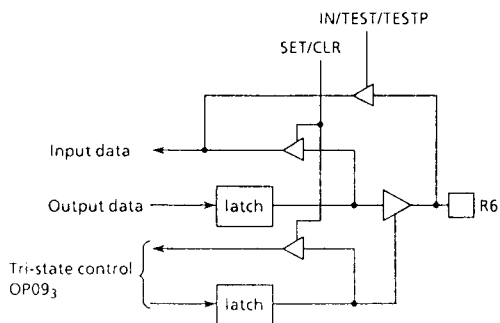 IN/TEST/TESTP
SET/CLR
Input data
Output data
latch
R6
Tri-state control
OP09₃
latch